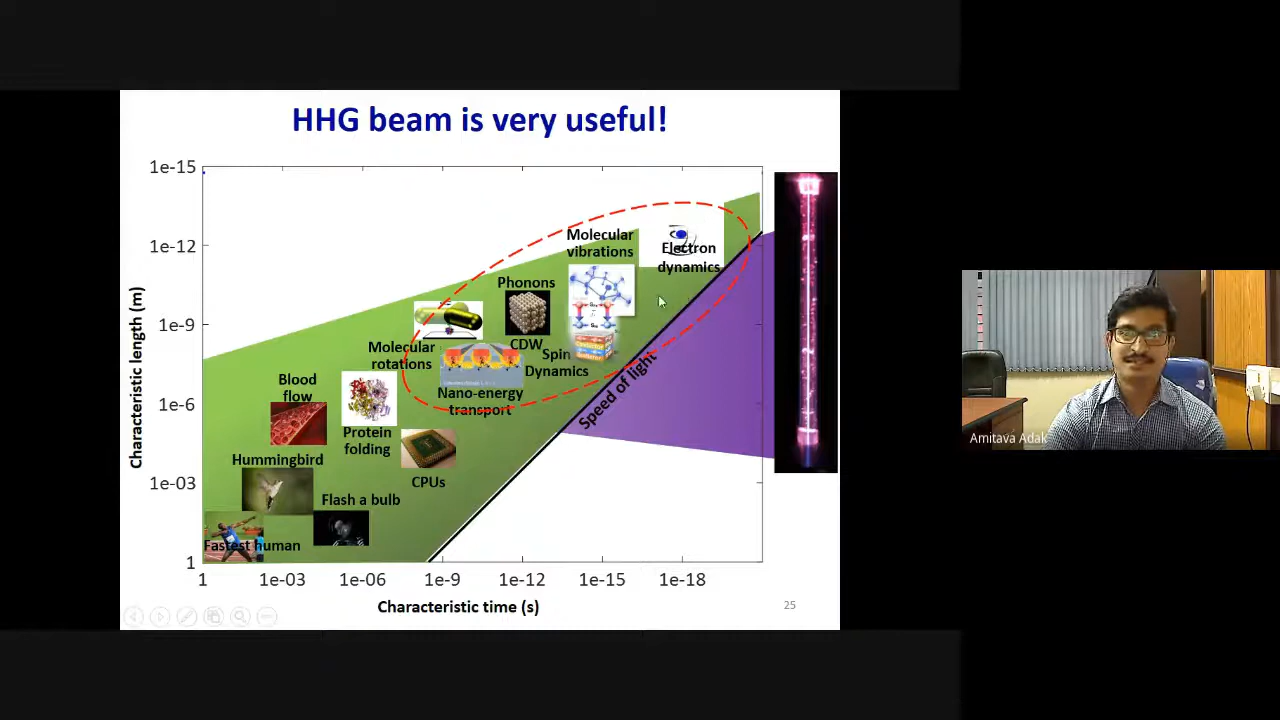 HHG beam is very useful!
1e-15
1e-12
1e-9
1e-6
1e-03
1
Characteristic length (m)
Molecular
vibrations
Electron
dynamics
Phonons
CDW
Spin
Dynamics
Molecular
rotations
Nano-energy
transport
Speed of light
Blood
flow
Protein
folding
CPUs
Hummingbird
Flash a bulb
Fastest human
1
1e-03
1e-06
1e-9
1e-12
1e-15
1e-18
Characteristic time (s)
25
Amitava Adak